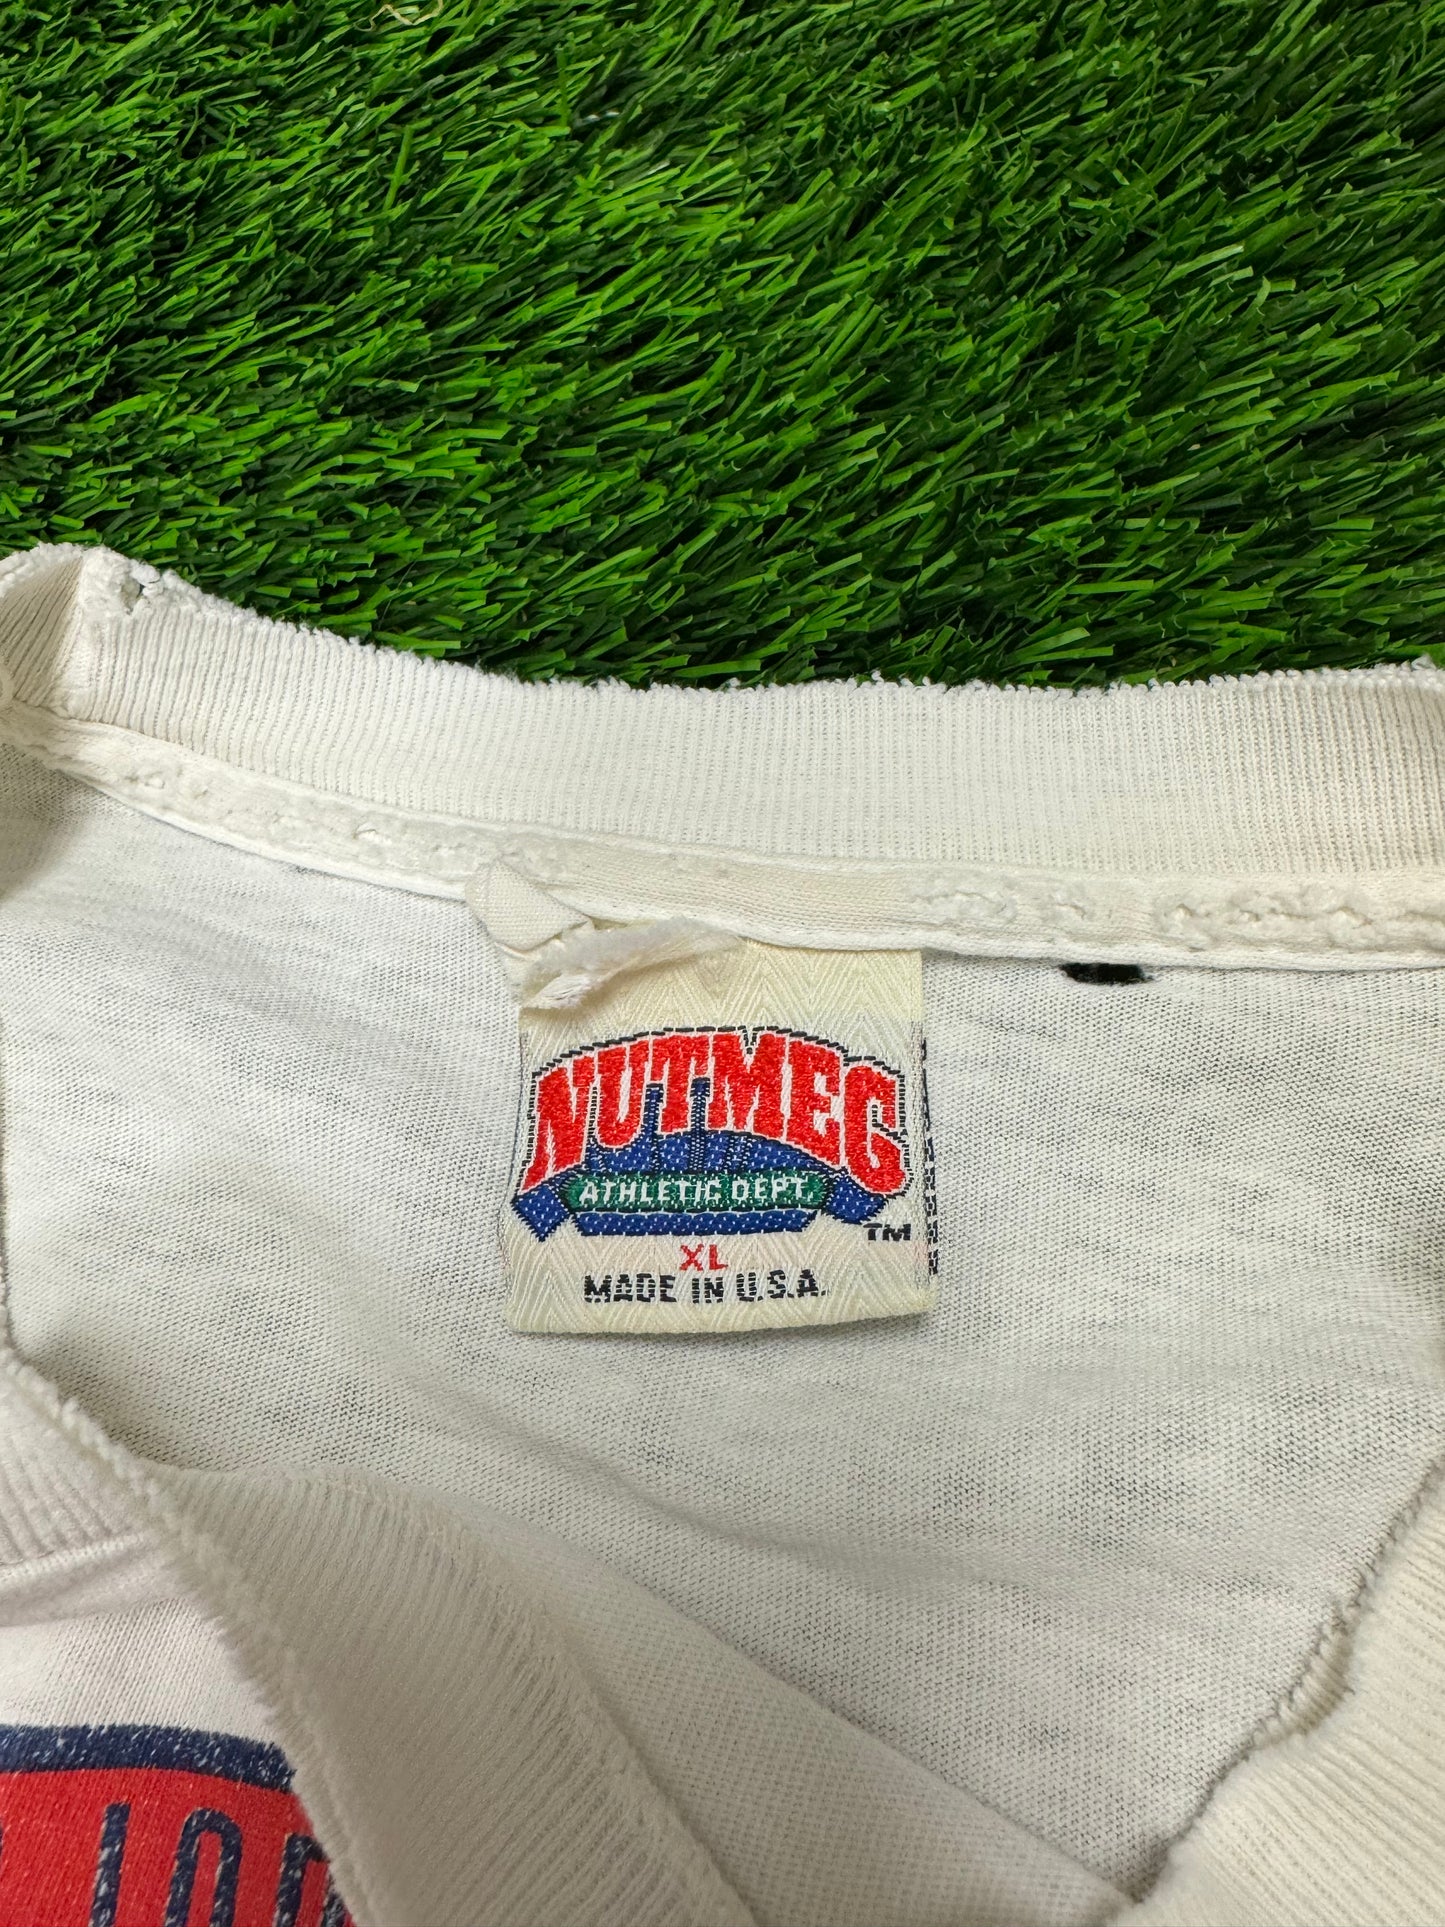 NUTMEG
ATHLETIC DEPT.
TM
XL
MADE IN U.S.A.